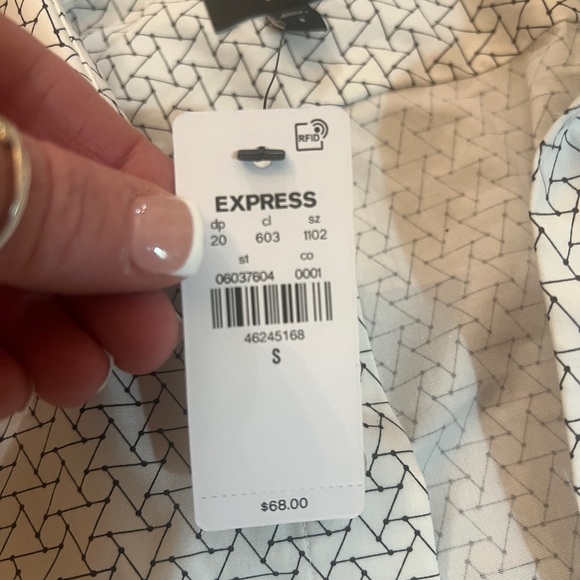 RFID
EXPRESS
dp cl sz
20 603 1102
st co
06037604 0001
46245168
S
$68.00